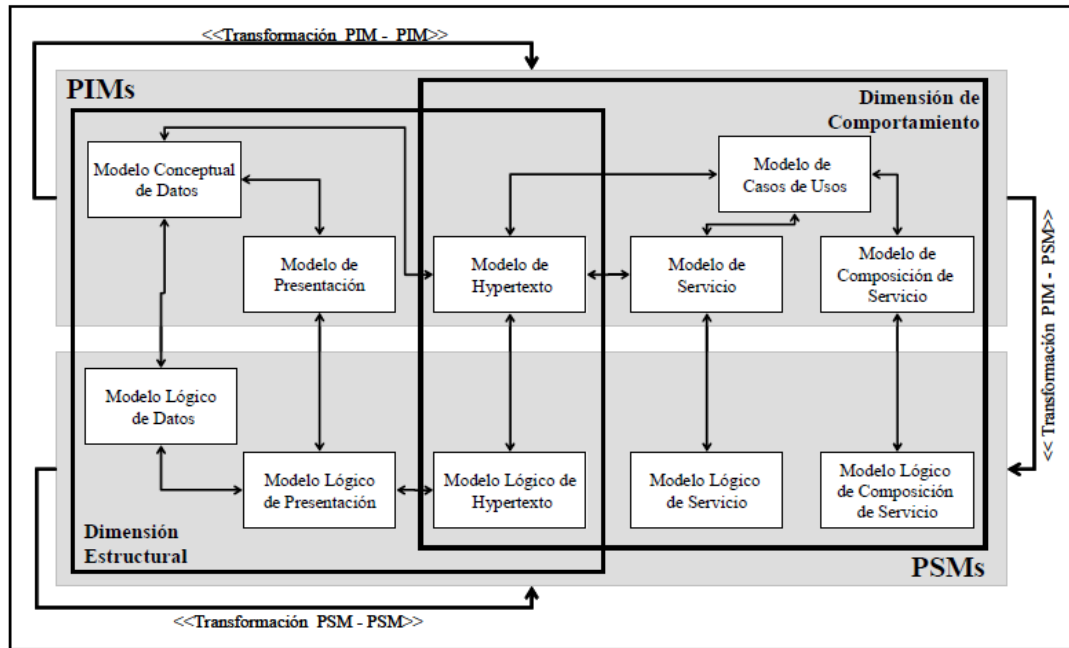 <<Transformación PIM - PIM>>
PIMs
Dimensión de
Comportamiento
Modelo Conceptual
de Datos
Modelo de
Casos de Usos
Modelo de
Presentación
Modelo de
Hypertexto
Modelo de
Servicio
Modelo de
Composición de
Servicio
<< Transformación PIM - PSM>>
Modelo Lógico
de Datos
Modelo Lógico
de Presentación
Modelo Lógico de
Hypertexto
Modelo Lógico
de Servicio
Modelo Lógico
de Composición
de Servicio
Dimensión
Estructural
PSMs
<<Transformación PSM - PSM>>